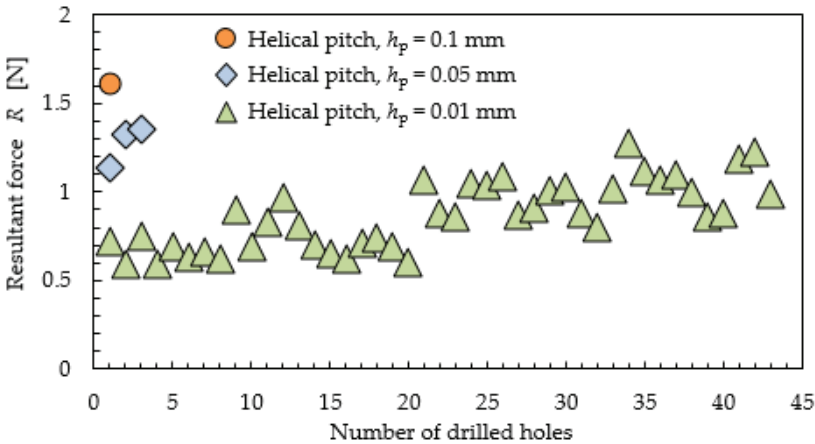 2
1.5
1
0.5
0
Resultant force R [N]
Helical pitch, hp = 0.1 mm
Helical pitch, hp = 0.05 mm
Helical pitch, hp = 0.01 mm
0 5 10 15 20 25 30 35 40 45
Number of drilled holes